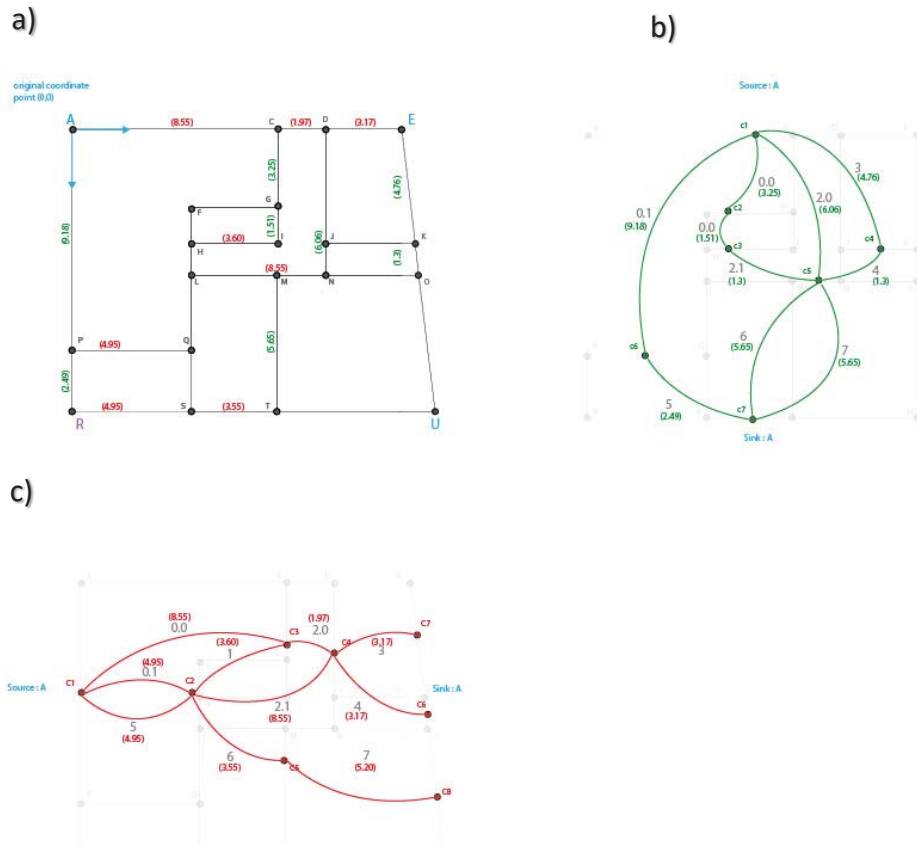 a)
original coordinate
point (0,0)
A
(8.55)
C
(1.97)
D
(3.17)
E
(3.25)
(4.76)
(9.18)
F
G
(1.51)
H
(3.60)
I
(6.06)
J
K
(1.3)
L
(8.55)
M
N
O
(5.65)
P
(4.95)
Q
(2.49)
(4.95)
(3.55)
R
S
T
U
b)
Source : A
c1
3
(4.76)
0.0
(3.25)
2.0
(6.06)
0.1
(9.18)
c2
0.0
(1.51)
c3
c4
2.1
(1.3)
c5
4
(1.3)
6
(5.65)
7
(5.65)
c6
5
(2.49)
c7
Sink : A
c)
(8.55)
0.0
(1.97)
2.0
C3
C7
(3.60)
1
C4
(3.17)
3
(4.95)
0.1
Source : A
C1
C2
Sink : A
2.1
(8.55)
4
(3.17)
C6
5
(4.95)
6
(3.55)
C5
7
(5.20)
C8